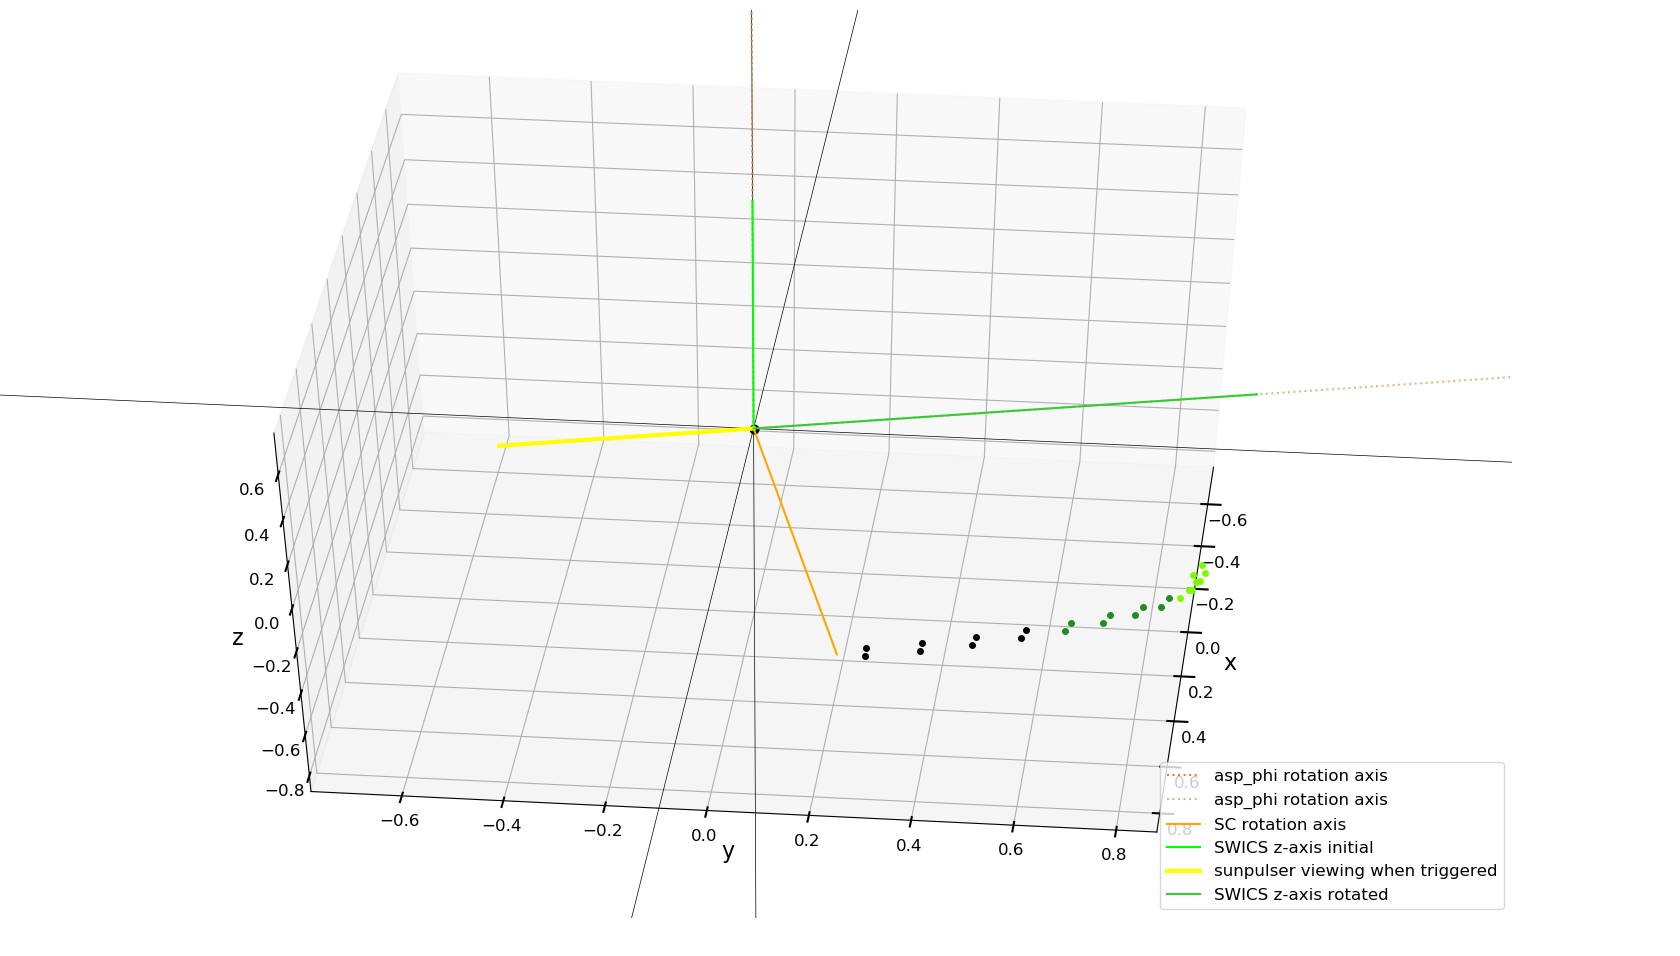 0.6
0.4
0.2
0.0
−0.2
−0.4
−0.6
−0.8
z
−0.6
−0.4
−0.2
0.0
0.2
0.4
0.6
0.8
y
−0.6
−0.4
−0.2
0.0
0.2
0.4
0.6
0.8
x
asp_phi rotation axis
asp_phi rotation axis
SC rotation axis
SWICS z-axis initial
sunpulser viewing when triggered
SWICS z-axis rotated